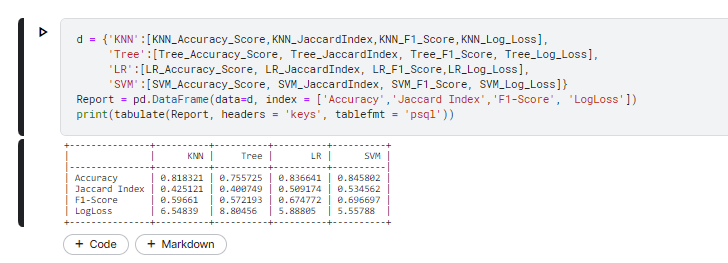 d = {'KNN':[KNN_Accuracy_Score,KNN_JaccardIndex,KNN_F1_Score,KNN_Log_Loss],
'Tree':[Tree_Accuracy_Score, Tree_JaccardIndex, Tree_F1_Score, Tree_Log_Loss],
'LR':[LR_Accuracy_Score, LR_JaccardIndex, LR_F1_Score,LR_Log_Loss],
'SVM':[SVM_Accuracy_Score, SVM_JaccardIndex, SVM_F1_Score, SVM_Log_Loss]}
Report = pd.DataFrame(data=d, index = ['Accuracy','Jaccard Index','F1-Score', 'LogLoss'])
print(tabulate(Report, headers = 'keys', tablefmt = 'psql'))
+---------------+----------+----------+----------+----------+
| | KNN | Tree | LR | SVM |
|---------------+----------+----------+----------+----------|
| Accuracy | 0.818321 | 0.755725 | 0.836641 | 0.845802 |
| Jaccard Index | 0.425121 | 0.400749 | 0.509174 | 0.534562 |
| F1-Score | 0.59661 | 0.572193 | 0.674772 | 0.696697 |
| LogLoss | 6.54839 | 8.80456 | 5.88805 | 5.55788 |
+---------------+----------+----------+----------+----------+
+ Code + Markdown